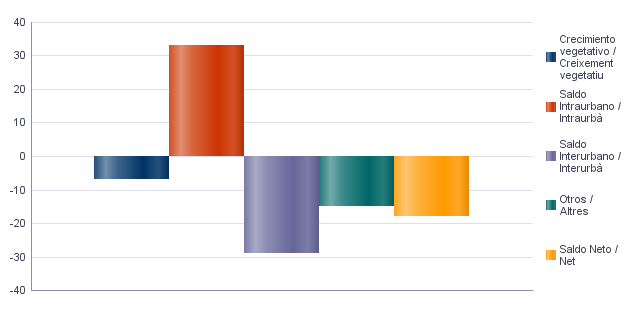 40
30
20
10
0
-10
-20
-30
-40
Crecimiento
vegetativo /
Creixement
vegetatiu
Saldo
Intraurbano /
Intraurbà
Saldo
Interurbano /
Interurbà
Otros /
Altres
Saldo Neto /
Net